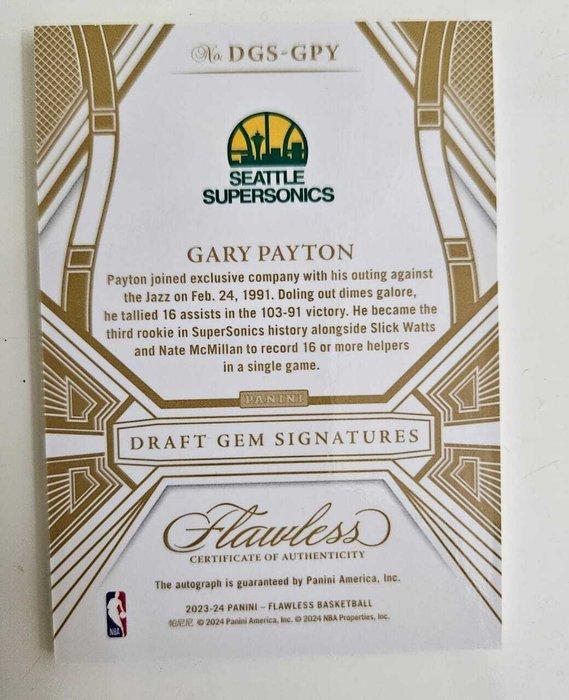 No. DGS-GPY
SEATTLE
SUPERSONICS
GARY PAYTON
Payton joined exclusive company with his outing against
the Jazz on Feb. 24, 1991. Doling out dimes galore,
he tallied 16 assists in the 103-91 victory. He became the
third rookie in SuperSonics history alongside Slick Watts
and Nate McMillan to record 16 or more helpers
in a single game.
PANINI
DRAFT GEM SIGNATURES
Flawless
CERTIFICATE OF AUTHENTICITY
The autograph is guaranteed by Panini America, Inc.
2023-24 PANINI – FLAWLESS BASKETBALL
帕尼尼 © 2024 Panini America, Inc. © 2024 NBA Properties, Inc.
NBA